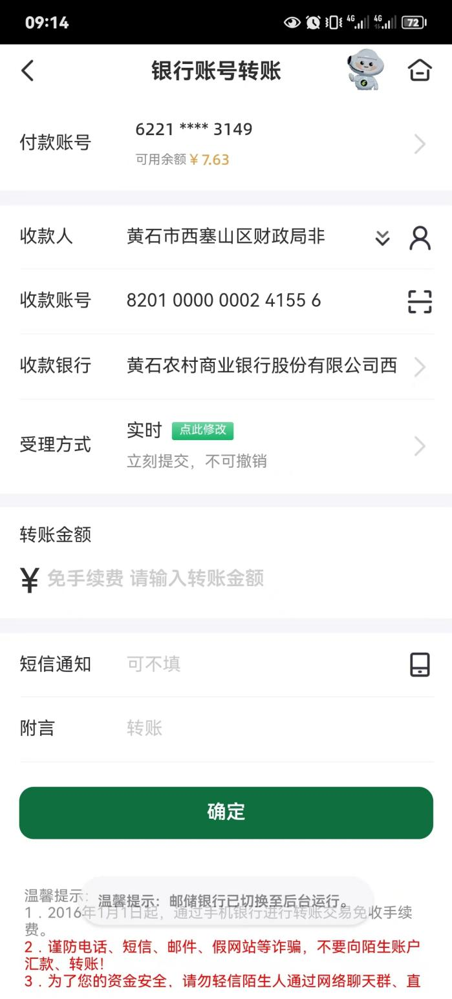 09:14
4G 4G 72
银行账号转账
付款账号
6221 **** 3149
可用余额 ¥ 7.63
收款人 黄石市西塞山区财政局非
收款账号 8201 0000 0002 4155 6
收款银行 黄石农村商业银行股份有限公司西
受理方式
实时 点此修改
立刻提交，不可撤销
转账金额
¥ 免手续费 请输入转账金额
短信通知 可不填
附言 转账
确定
温馨提示:
温馨提示：邮储银行已切换至后台运行。
1．2016年1月1日起，通过手机银行进行转账交易免收手续
费。
2．谨防电话、短信、邮件、假网站等诈骗，不要向陌生账户
汇款、转账!
3．为了您的资金安全，请勿轻信陌生人通过网络聊天群、直